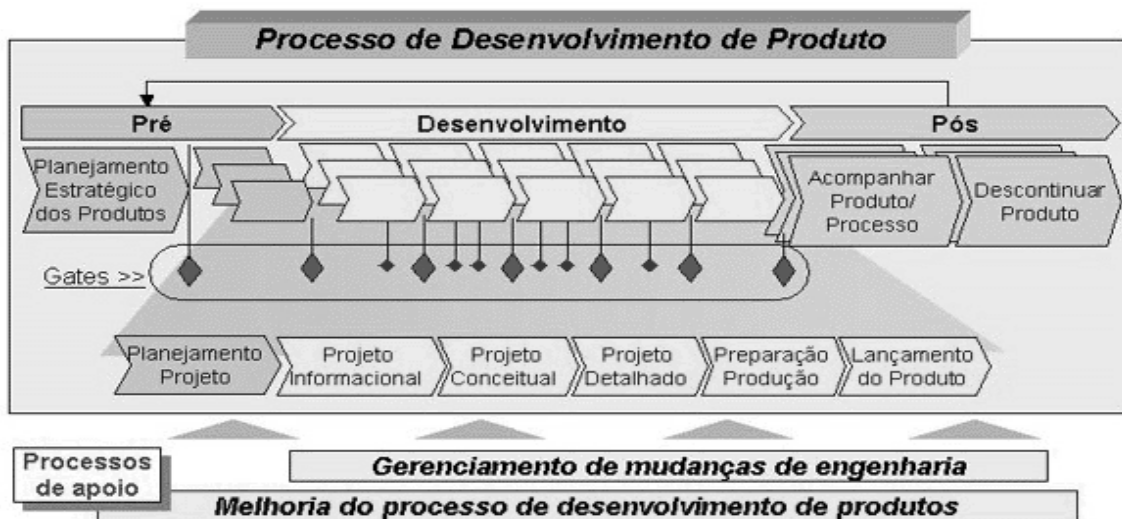 Processo de Desenvolvimento de Produto
Pré
Desenvolvimento
Pós
Planejamento
Estratégico
dos Produtos
Acompanhar
Produto/
Processo
Descontinuar
Produto
Gates >>
Planejamento
Projeto
Projeto
Informacional
Projeto
Conceitual
Projeto
Detalhado
Preparação
Produção
Lançamento
do Produto
Processos
de apoio
Gerenciamento de mudanças de engenharia
Melhoria do processo de desenvolvimento de produtos